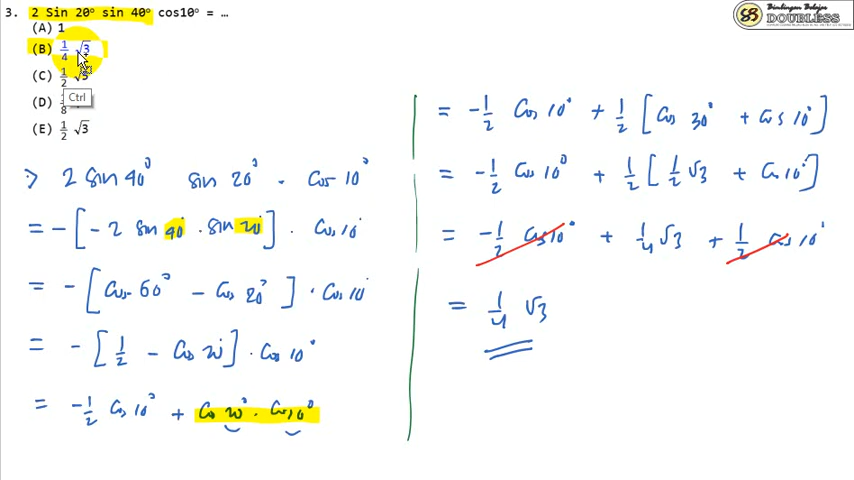 Bimbingan Belajar
DOUBLESS
3. 2 Sin 20° sin 40° cos10° = …
(A) 1
(B) 1/4 √3
(C) 1/2
(D)
Ctrl
(E) 1/2 √3
> 2 Sin 40° sin 20° . Cos 10°
= -[-2 sin 40 . sin 20] . Cos 10
= -[Cos 60° - Cos 20°] . Cos 10
= -[1/2 - Cos 20] . Cos 10°
= -1/2 Cos 10° + Cos 20° . Cos 10°
= -1/2 Cos 10° + 1/2 [Cos 30° + Cos 10°]
= -1/2 Cos 10° + 1/2 [1/2 √3 + Cos 10°]
= -1/2 Cos 10° + 1/4 √3 + 1/2 Cos 10°
= 1/4 √3